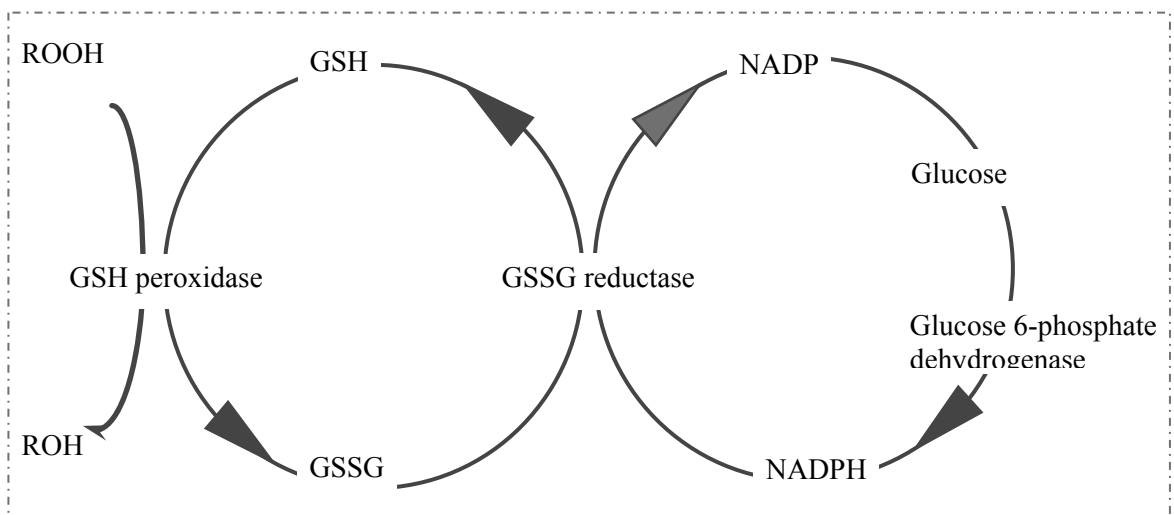 ROOH
GSH
NADP
Glucose
GSH peroxidase
GSSG reductase
Glucose 6-phosphate
dehydrogenase
ROH
GSSG
NADPH